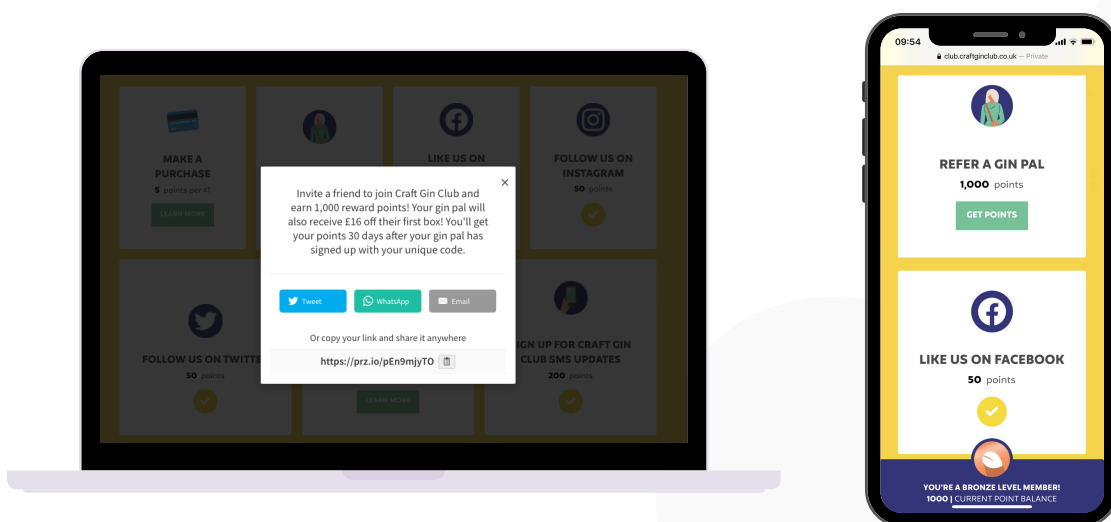 MAKE A
PURCHASE
5 points per £1
LEARN MORE
LIKE US ON
FOLLOW US ON
INSTAGRAM
50 points
Invite a friend to join Craft Gin Club and
earn 1,000 reward points! Your gin pal will
also receive £16 off their first box! You'll get
your points 30 days after your gin pal has
signed up with your unique code.
Tweet
WhatsApp
Email
Or copy your link and share it anywhere
https://prz.io/pEn9mjyTO
FOLLOW US ON TWITTE
50 points
LEARN MORE
IGN UP FOR CRAFT GIN
CLUB SMS UPDATES
200 points
09:54
club.craftginclub.co.uk — Private
REFER A GIN PAL
1,000 points
GET POINTS
LIKE US ON FACEBOOK
50 points
YOU'RE A BRONZE LEVEL MEMBER!
1000 | CURRENT POINT BALANCE